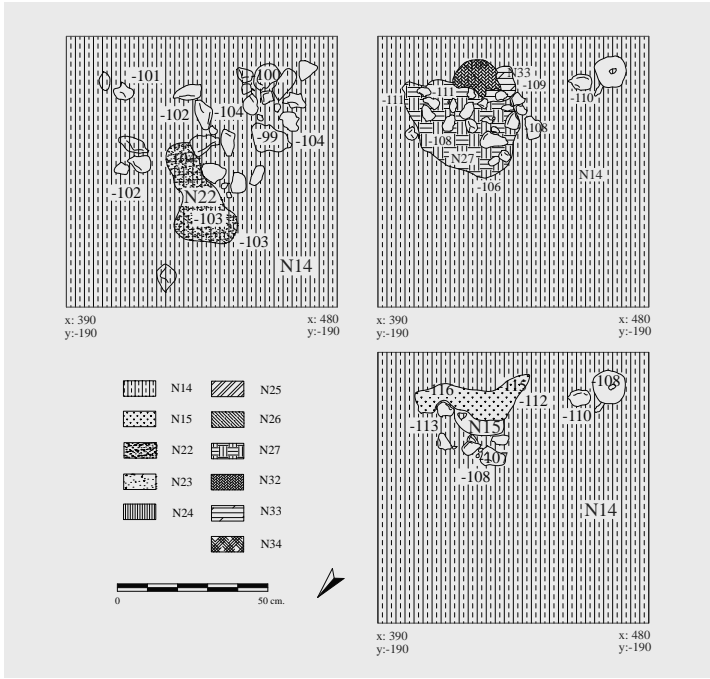 -101
100
-102
-104
-99
-104
-102
N22
-103
-103
N14
x: 390
y:-190
x: 480
y:-190
N33
-109
-111
-111
-110
108
-108
N27
N14
-106
x: 390
y:-190
x: 480
y:-190
N14
N15
N22
N23
N24
N25
N26
N27
N32
N33
N34
0
50 cm.
-116
115
-112
-108
-110
-113
N15
107
-108
N14
x: 390
y:-190
x: 480
y:-190